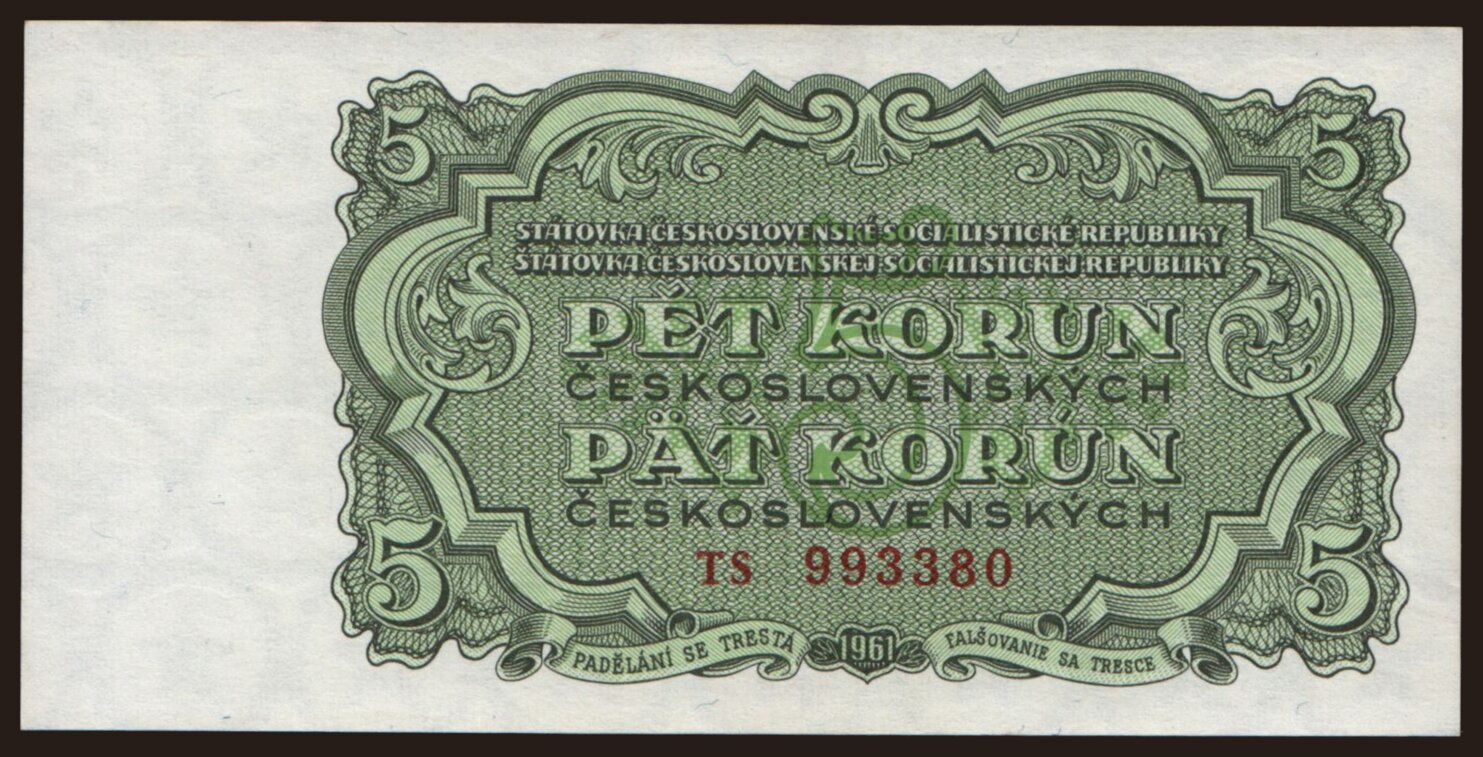 5 5
STÁTOVKA ČESKOSLOVENSKÉ SOCIALISTICKÉ REPUBLIKY
STÁTOVKA ČESKOSLOVENSKEJ SOCIALISTICKEJ REPUBLIKY
PĚT KORUN
ČESKOSLOVENSKÝCH
PÄŤ KORÚN
ČESKOSLOVENSKÝCH
5 5
TS 993380
PADĚLÁNÍ SE TRESTÁ 1961 FALŠOVANIE SA TRESCE